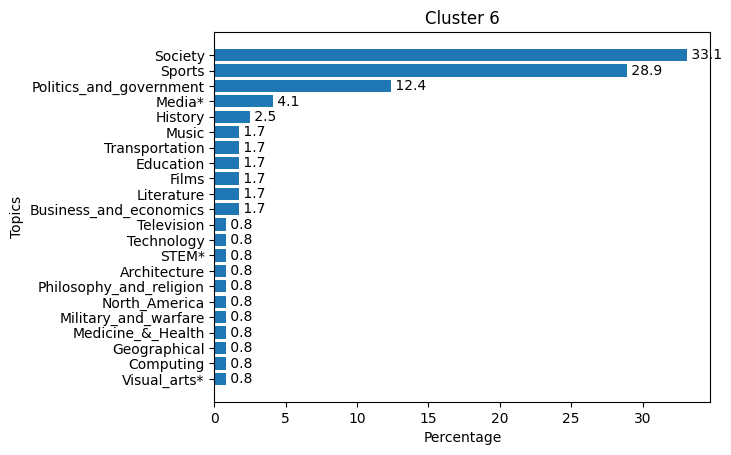 Cluster 6
Topics
Society 33.1
Sports 28.9
Politics_and_government 12.4
Media* 4.1
History 2.5
Music 1.7
Transportation 1.7
Education 1.7
Films 1.7
Literature 1.7
Business_and_economics 1.7
Television 0.8
Technology 0.8
STEM* 0.8
Architecture 0.8
Philosophy_and_religion 0.8
North_America 0.8
Military_and_warfare 0.8
Medicine_&_Health 0.8
Geographical 0.8
Computing 0.8
Visual_arts* 0.8
0 5 10 15 20 25 30
Percentage